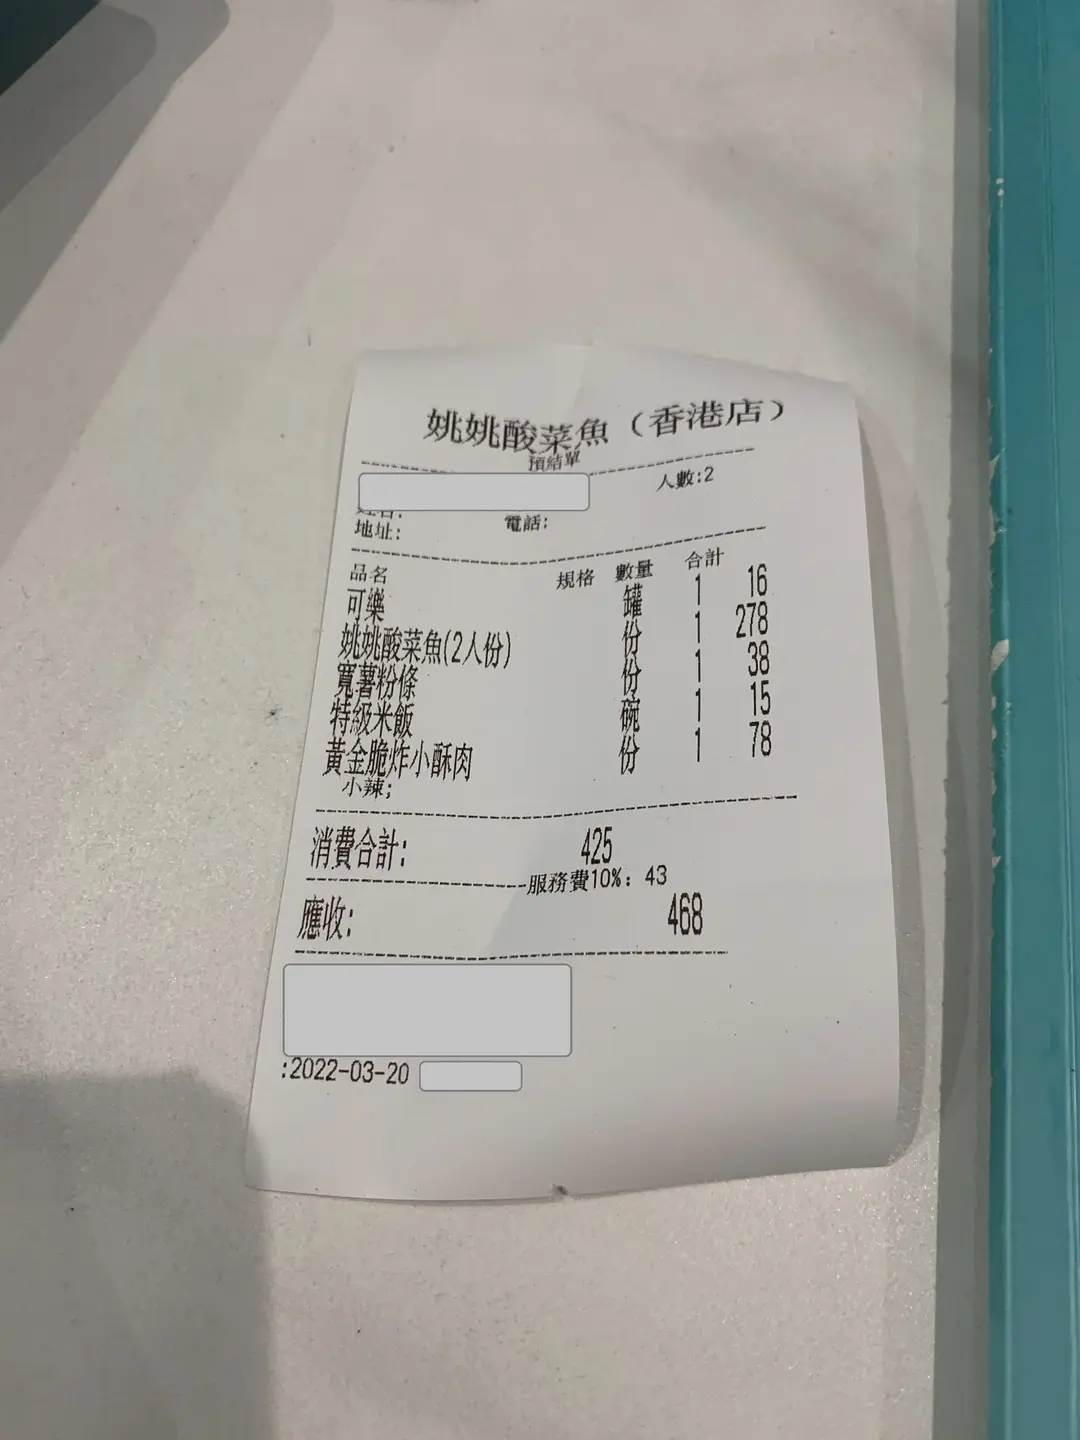 姚姚酸菜魚（香港店）
預結單
人數:2
地址: 電話:
品名 規格 數量 合計
可樂 罐 1 16
姚姚酸菜魚(2人份) 份 1 278
寬薯粉條 份 1 38
特級米飯 碗 1 15
黃金脆炸小酥肉 份 1 78
小辣;
消費合計: 425
服務費10%: 43
應收: 468
:2022-03-20